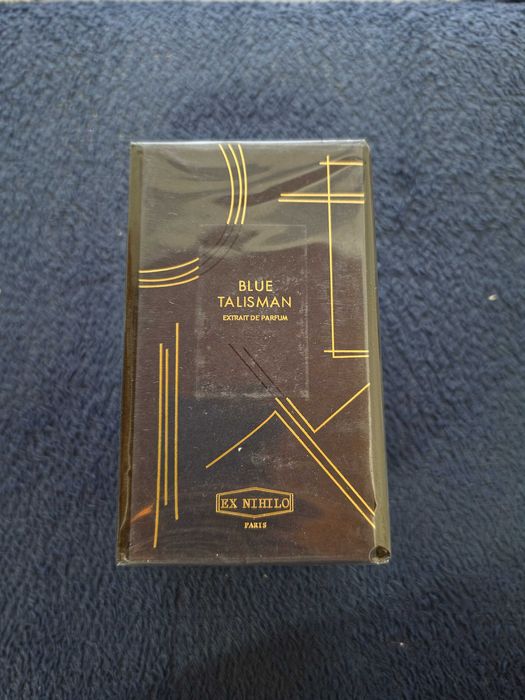 BLUE
TALISMAN
EXTRAIT DE PARFUM
EX NIHILO
PARIS